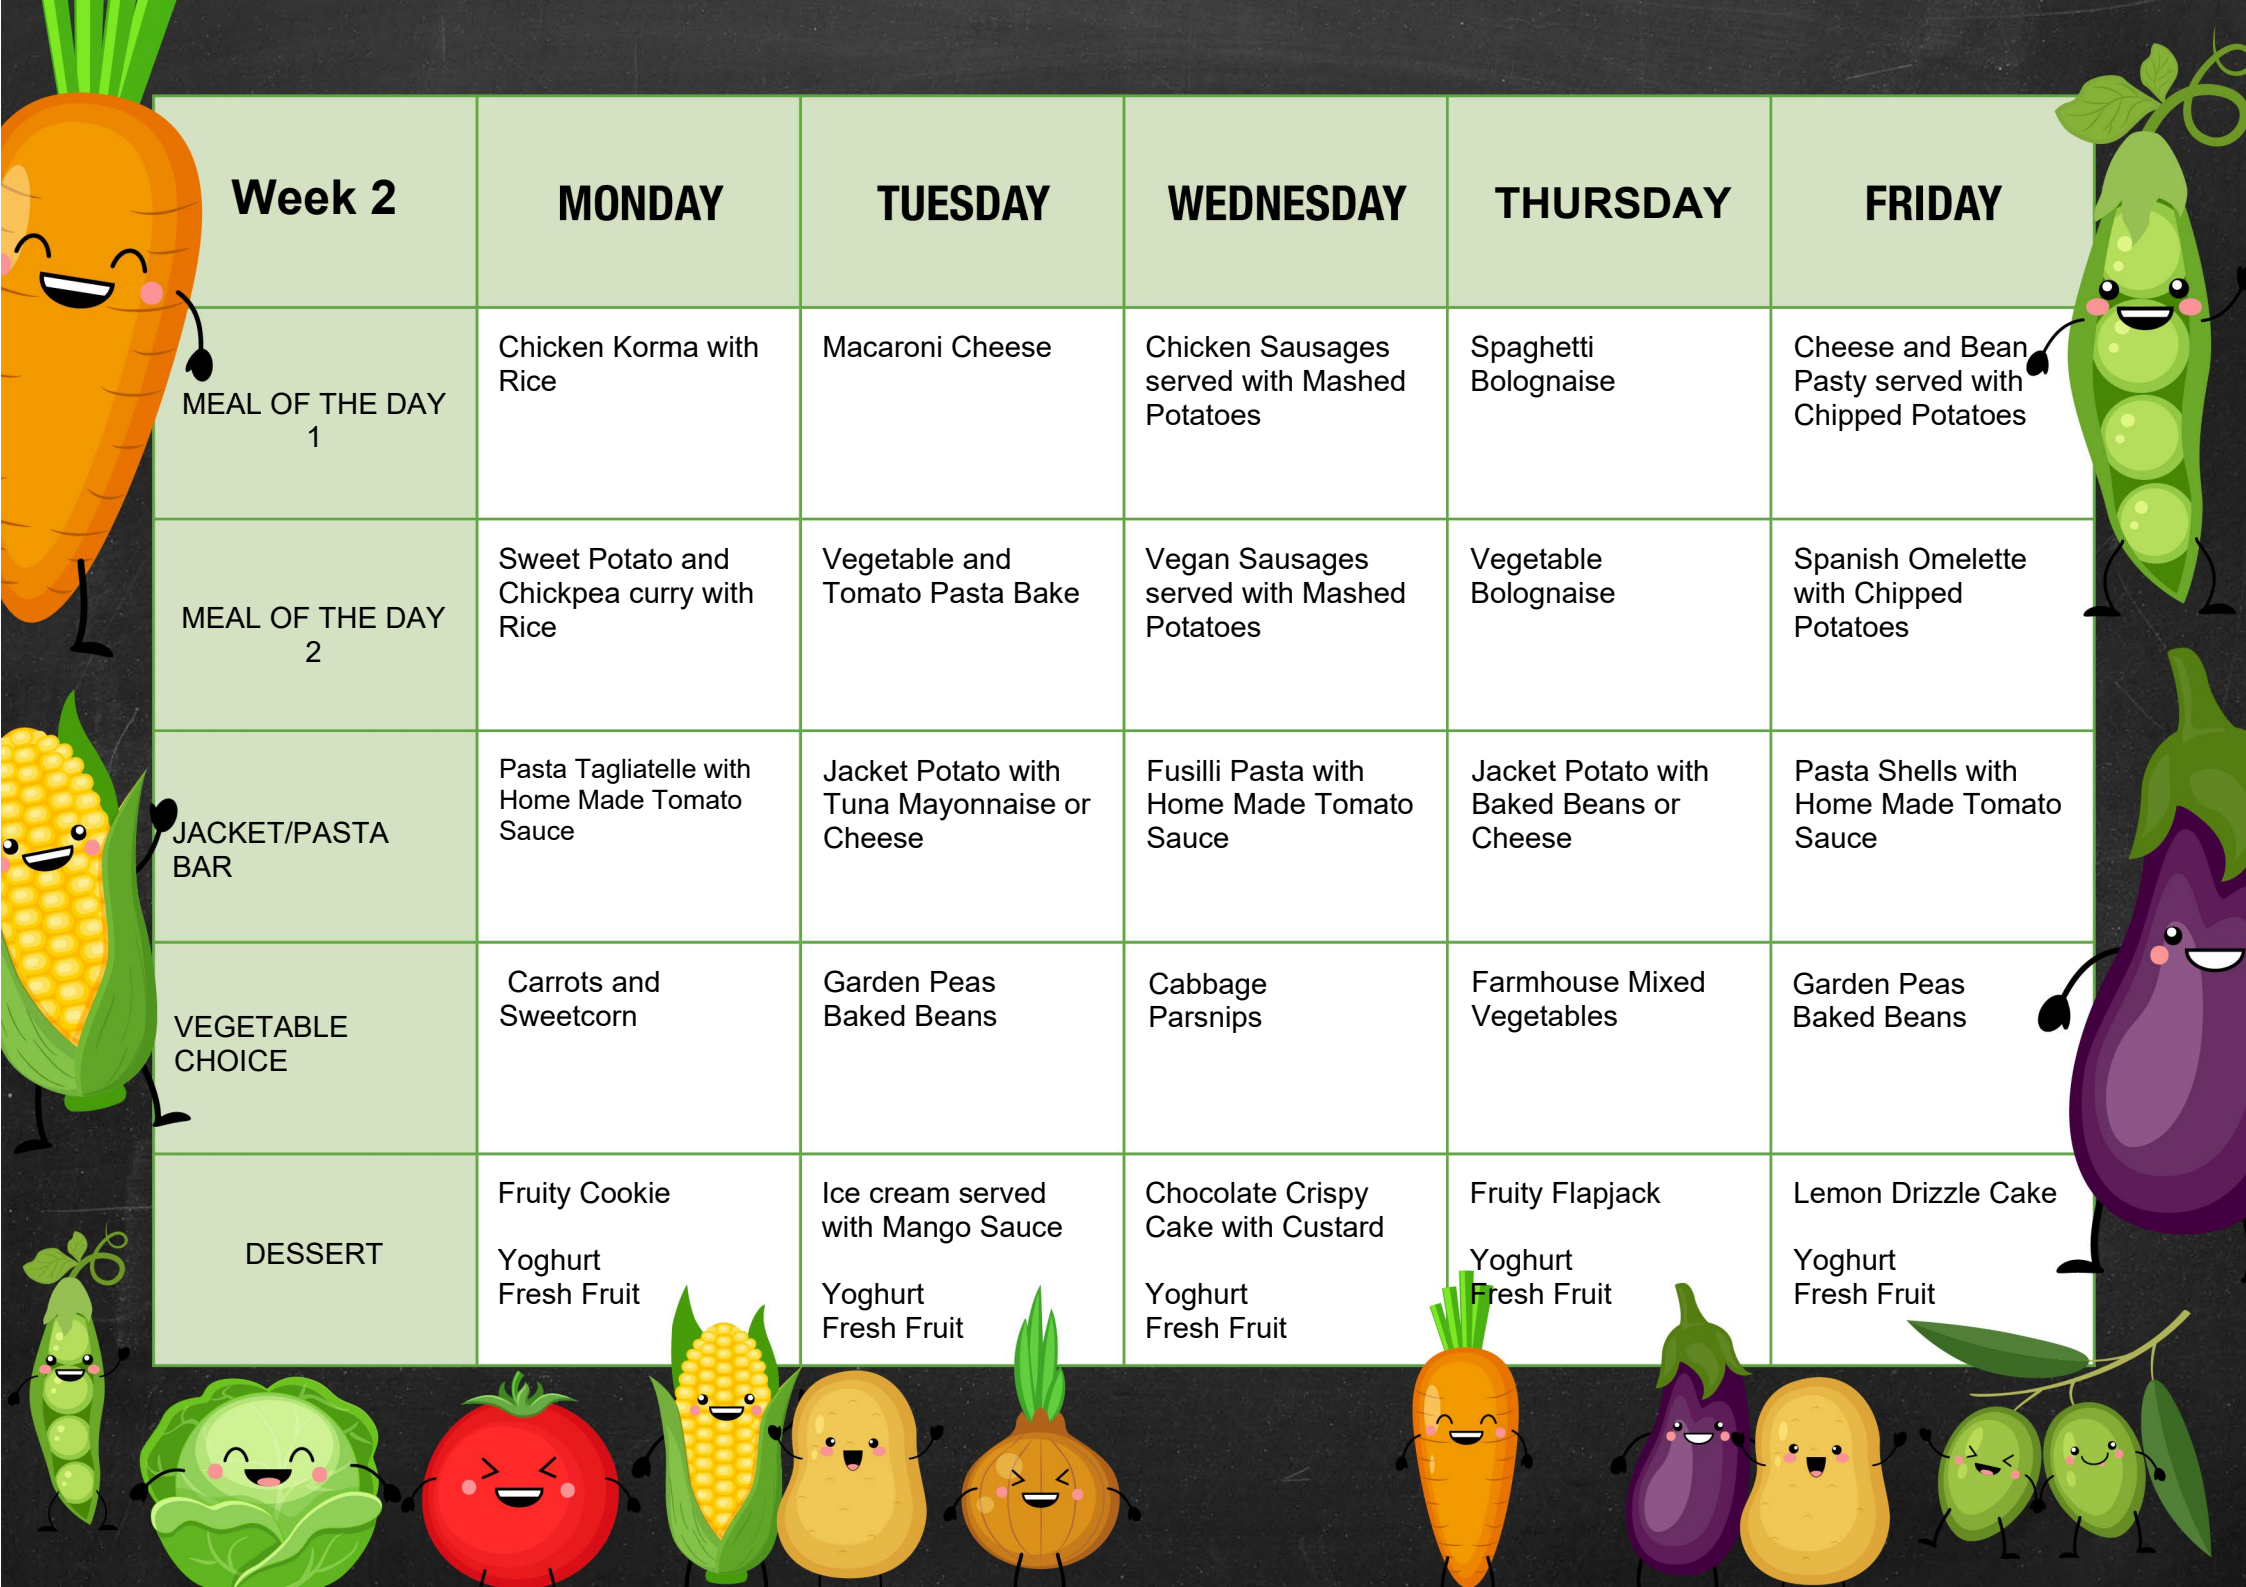 Week 2
MONDAY
TUESDAY
WEDNESDAY
THURSDAY
FRIDAY
MEAL OF THE DAY
1
Chicken Korma with
Rice
Macaroni Cheese
Chicken Sausages
served with Mashed
Potatoes
Spaghetti
Bolognaise
Cheese and Bean
Pasty served with
Chipped Potatoes
MEAL OF THE DAY
2
Sweet Potato and
Chickpea curry with
Rice
Vegetable and
Tomato Pasta Bake
Vegan Sausages
served with Mashed
Potatoes
Vegetable
Bolognaise
Spanish Omelette
with Chipped
Potatoes
JACKET/PASTA
BAR
Pasta Tagliatelle with
Home Made Tomato
Sauce
Jacket Potato with
Tuna Mayonnaise or
Cheese
Fusilli Pasta with
Home Made Tomato
Sauce
Jacket Potato with
Baked Beans or
Cheese
Pasta Shells with
Home Made Tomato
Sauce
VEGETABLE
CHOICE
Carrots and
Sweetcorn
Garden Peas
Baked Beans
Cabbage
Parsnips
Farmhouse Mixed
Vegetables
Garden Peas
Baked Beans
DESSERT
Fruity Cookie
Yoghurt
Fresh Fruit
Ice cream served
with Mango Sauce
Yoghurt
Fresh Fruit
Chocolate Crispy
Cake with Custard
Yoghurt
Fresh Fruit
Fruity Flapjack
Yoghurt
Fresh Fruit
Lemon Drizzle Cake
Yoghurt
Fresh Fruit